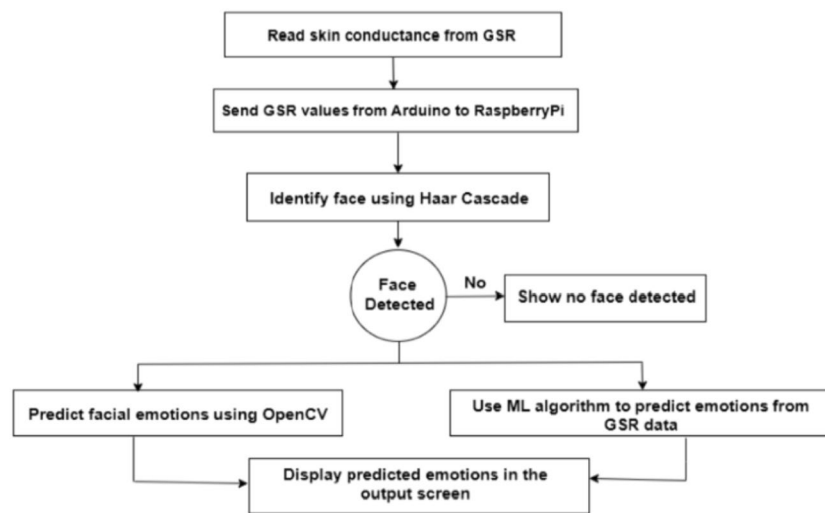 Read skin conductance from GSR
Send GSR values from Arduino to RaspberryPi
Identify face using Haar Cascade
Face
Detected
No
Show no face detected
Predict facial emotions using OpenCV
Use ML algorithm to predict emotions from
GSR data
Display predicted emotions in the
output screen